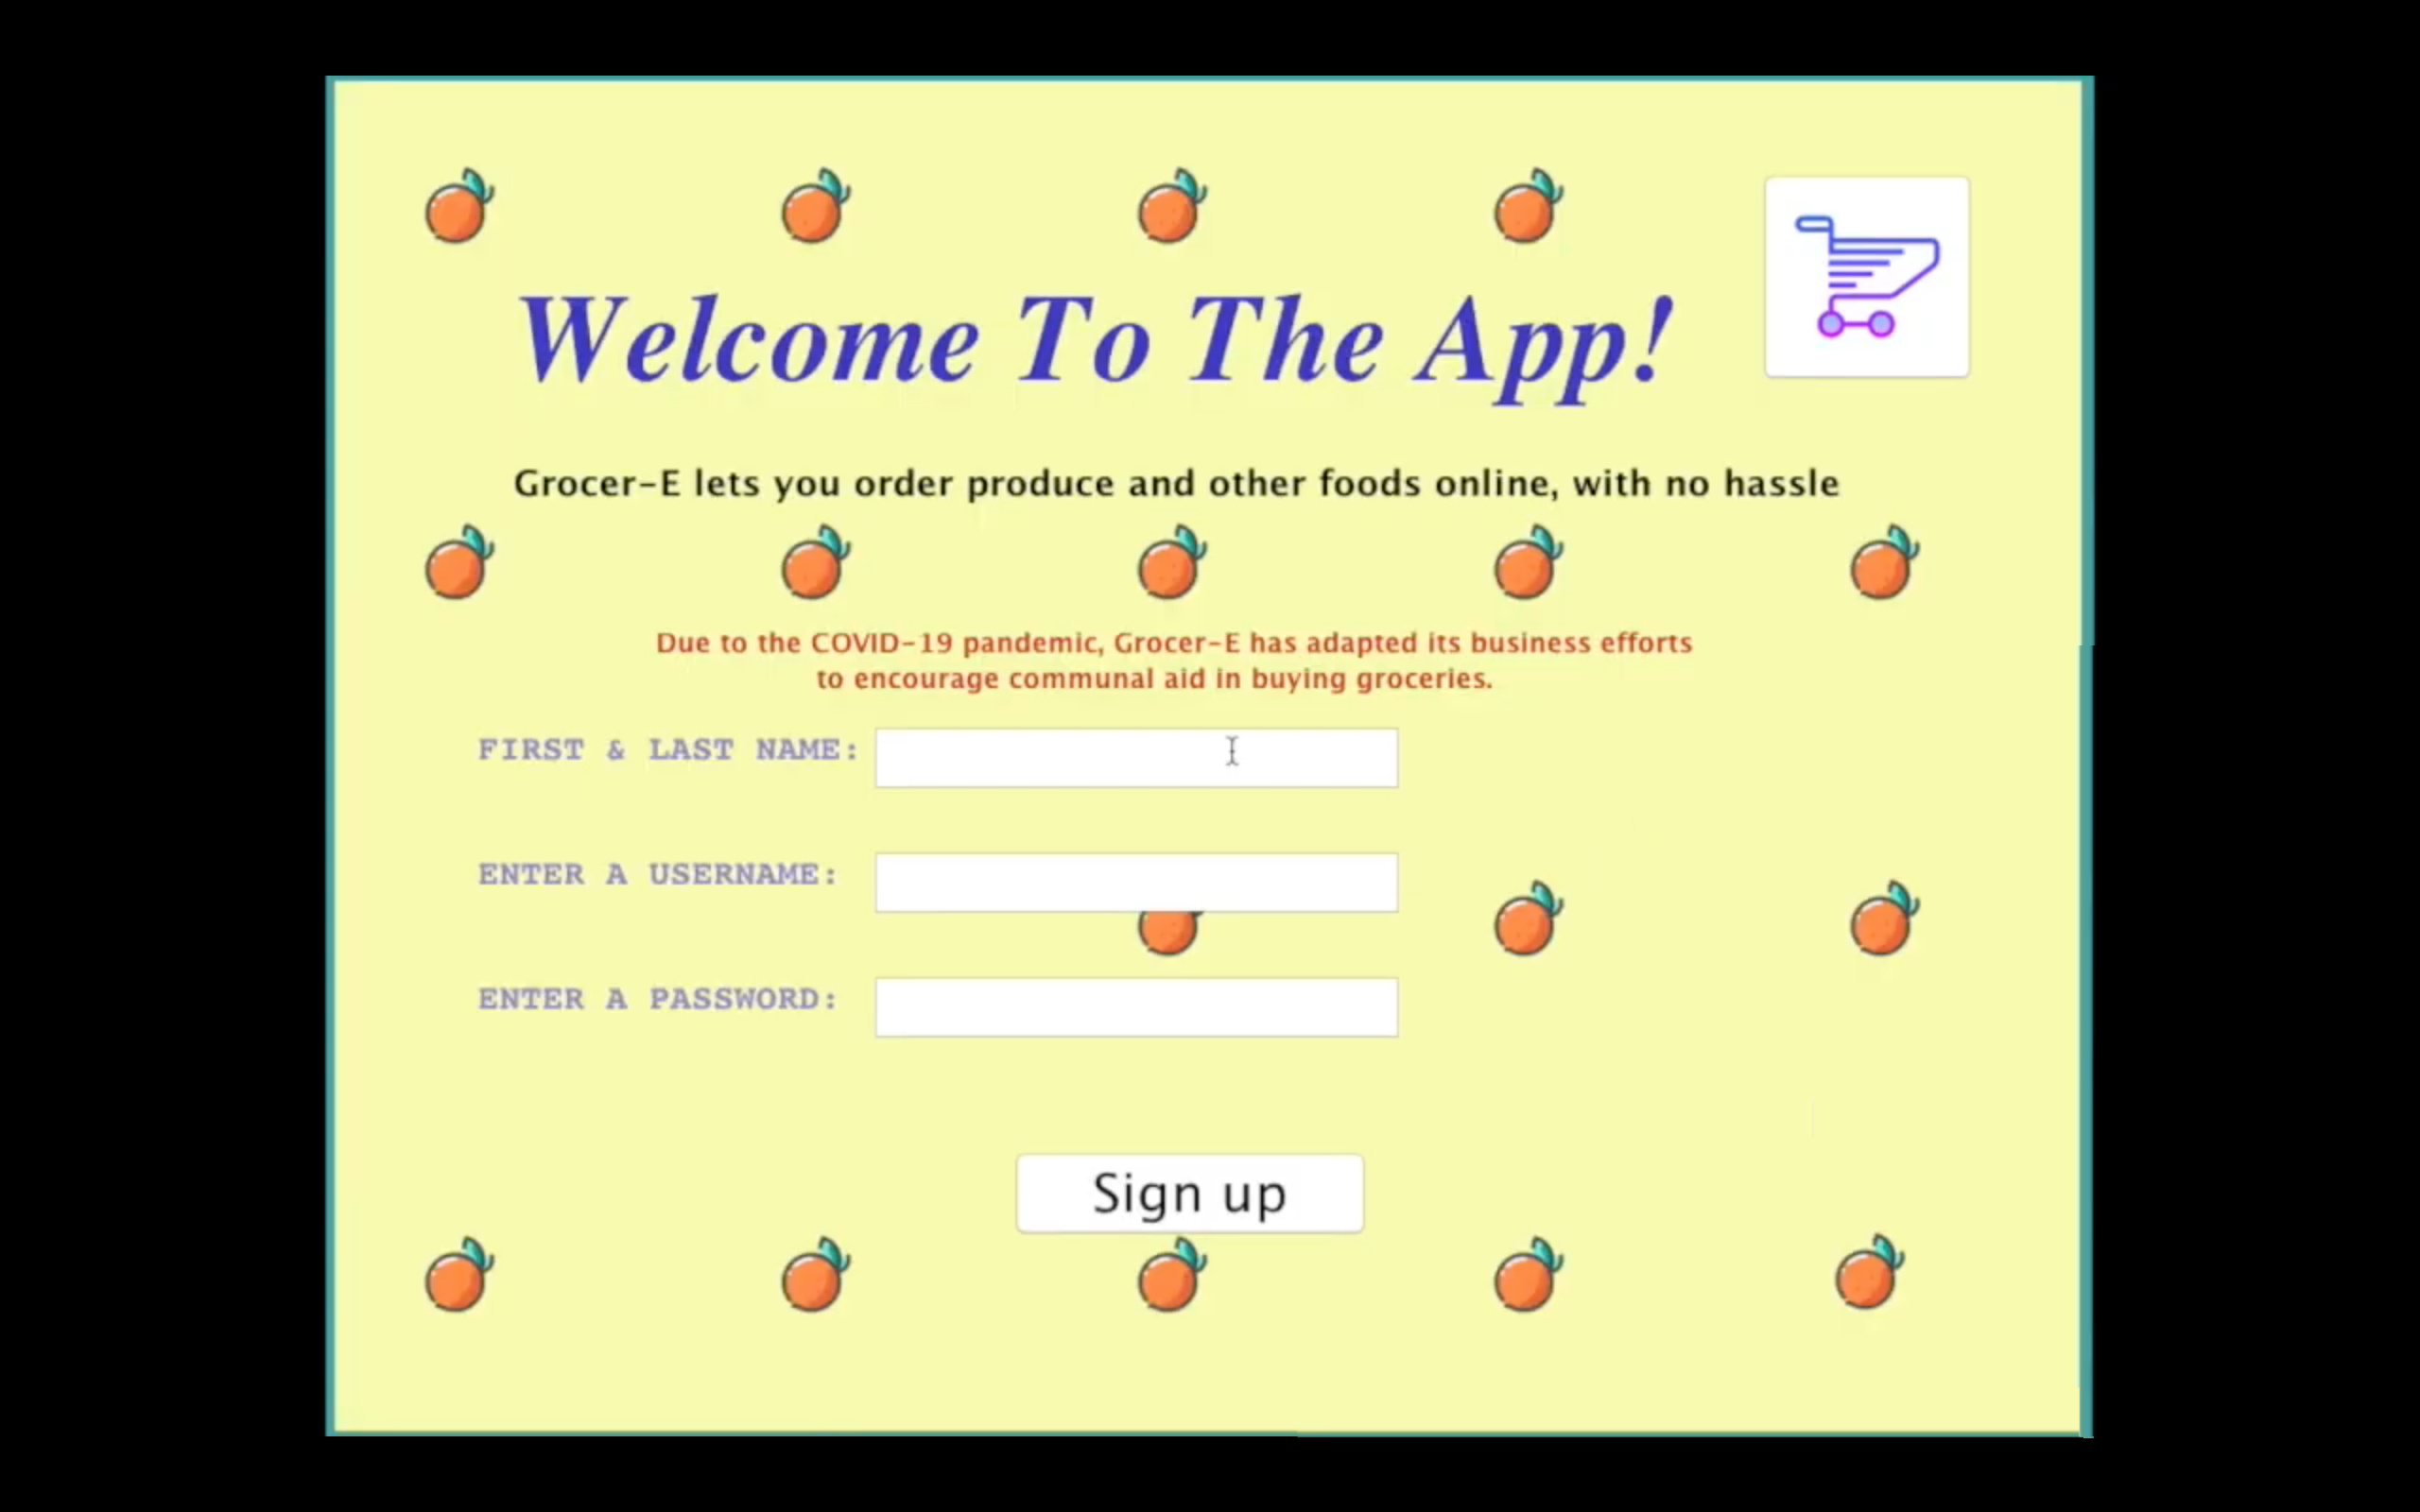 Welcome To The App!
Grocer-E lets you order produce and other foods online, with no hassle
Due to the COVID-19 pandemic, Grocer-E has adapted its business efforts
to encourage communal aid in buying groceries.
FIRST & LAST NAME:
ENTER A USERNAME:
ENTER A PASSWORD:
Sign up